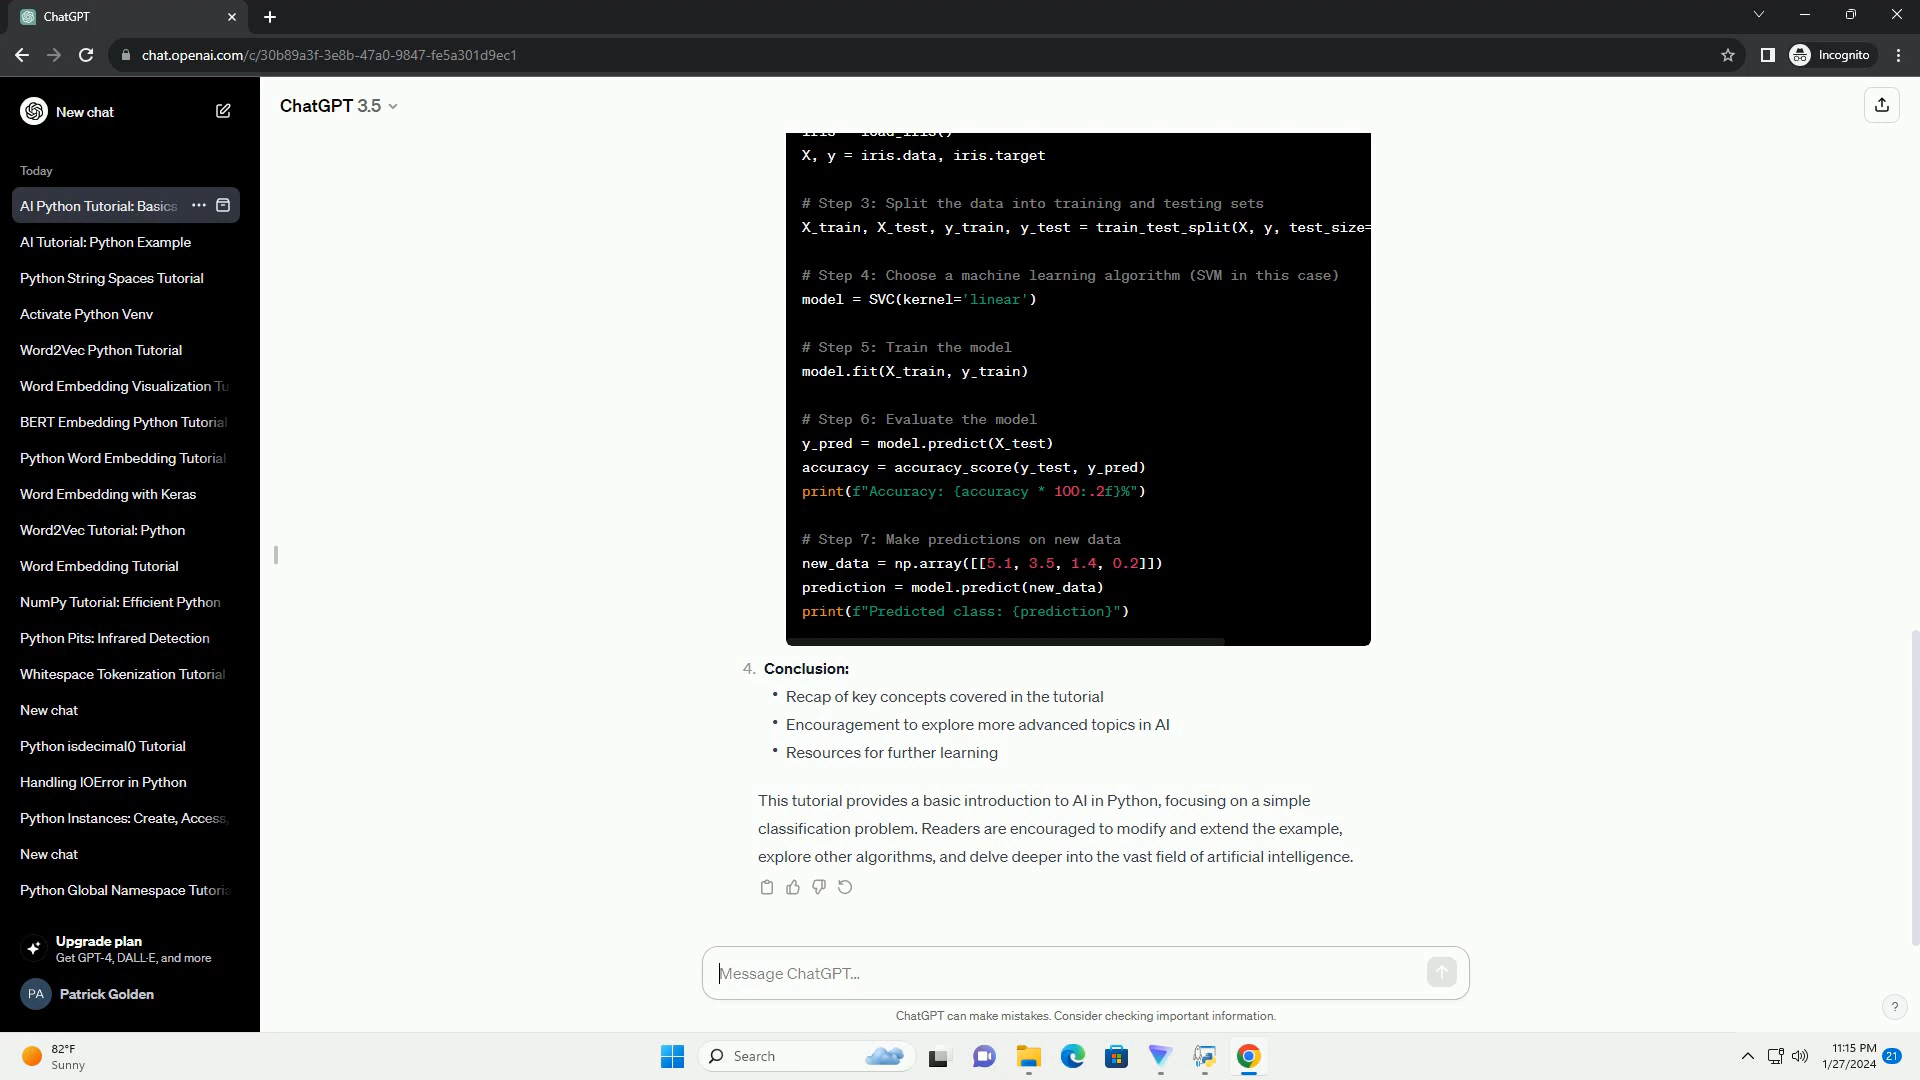 ChatGPT
chat.openai.com/c/30b89a3f-3e8b-47a0-9847-fe5a301d9ec1
Incognito
New chat
Today
AI Python Tutorial: Basics
AI Tutorial: Python Example
Python String Spaces Tutorial
Activate Python Venv
Word2Vec Python Tutorial
Word Embedding Visualization Tu
BERT Embedding Python Tutorial
Python Word Embedding Tutorial
Word Embedding with Keras
Word2Vec Tutorial: Python
Word Embedding Tutorial
NumPy Tutorial: Efficient Python
Python Pits: Infrared Detection
Whitespace Tokenization Tutorial
New chat
Python isdecimal() Tutorial
Handling IOError in Python
Python Instances: Create, Access,
New chat
Python Global Namespace Tutoria
Upgrade plan
Get GPT-4, DALL·E, and more
PA Patrick Golden
ChatGPT 3.5
iris = load_iris()
X, y = iris.data, iris.target
# Step 3: Split the data into training and testing sets
X_train, X_test, y_train, y_test = train_test_split(X, y, test_size=
# Step 4: Choose a machine learning algorithm (SVM in this case)
model = SVC(kernel='linear')
# Step 5: Train the model
model.fit(X_train, y_train)
# Step 6: Evaluate the model
y_pred = model.predict(X_test)
accuracy = accuracy_score(y_test, y_pred)
print(f"Accuracy: {accuracy * 100:.2f}%")
# Step 7: Make predictions on new data
new_data = np.array([[5.1, 3.5, 1.4, 0.2]])
prediction = model.predict(new_data)
print(f"Predicted class: {prediction}")
4. Conclusion:
• Recap of key concepts covered in the tutorial
• Encouragement to explore more advanced topics in AI
• Resources for further learning
This tutorial provides a basic introduction to AI in Python, focusing on a simple
classification problem. Readers are encouraged to modify and extend the example,
explore other algorithms, and delve deeper into the vast field of artificial intelligence.
Message ChatGPT...
ChatGPT can make mistakes. Consider checking important information.
?
82°F
Sunny
Search
11:15 PM
1/27/2024
21